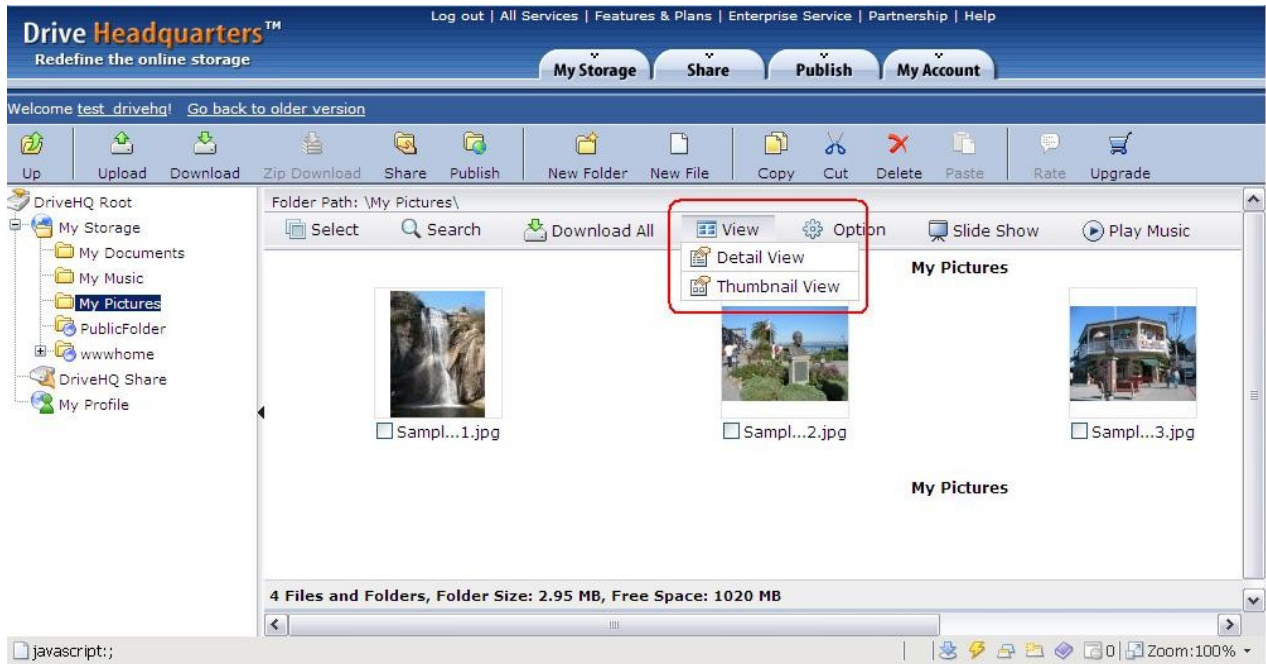 Log out | All Services | Features & Plans | Enterprise Service | Partnership | Help
Drive Headquarters™
Redefine the online storage
My Storage Share Publish My Account
Welcome test_drivehq! Go back to older version
Up Upload Download Zip Download Share Publish New Folder New File Copy Cut Delete Paste Rate Upgrade
DriveHQ Root
My Storage
My Documents
My Music
My Pictures
PublicFolder
wwwhome
DriveHQ Share
My Profile
Folder Path: \My Pictures\
Select Search Download All View Option Slide Show Play Music
Detail View
Thumbnail View
My Pictures
Sampl...1.jpg Sampl...2.jpg Sampl...3.jpg
My Pictures
4 Files and Folders, Folder Size: 2.95 MB, Free Space: 1020 MB
javascript:; 0 Zoom:100%